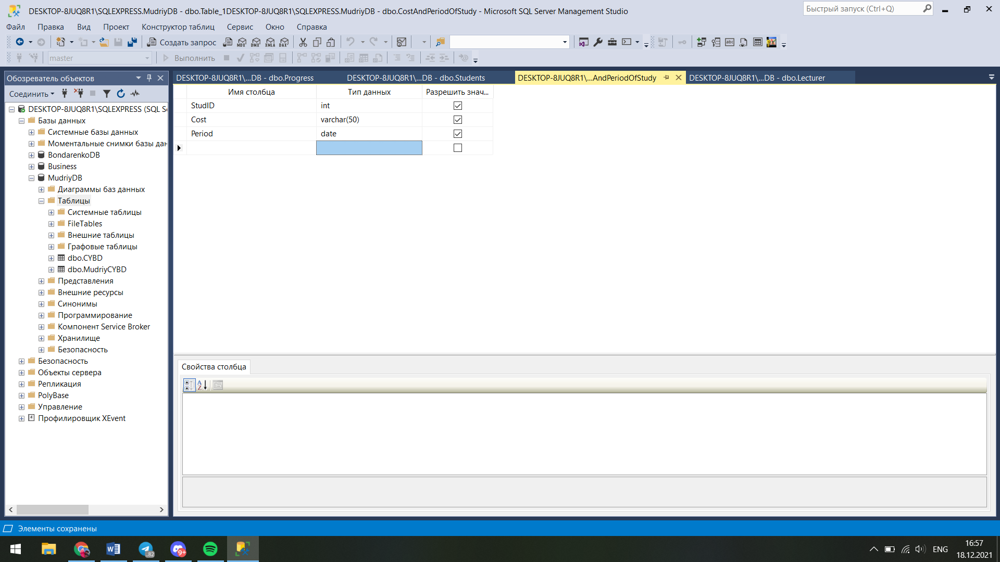 DESKTOP-8JUQ8R1\SQLEXPRESS.MudriyDB - dbo.Table_1DESKTOP-8JUQ8R1\SQLEXPRESS.MudriyDB - dbo.CostAndPeriodOfStudy - Microsoft SQL Server Management Studio
Быстрый запуск (Ctrl+Q)
Файл Правка Вид Проект Конструктор таблиц Сервис Окно Справка
Создать запрос MDX DMX XMLA DAX
master Выполнить
Обозреватель объектов
DESKTOP-8JUQ8R1\...DB - dbo.Progress DESKTOP-8JUQ8R1\...DB - dbo.Students DESKTOP-8JUQ8R1\...AndPeriodOfStudy DESKTOP-8JUQ8R1\...DB - dbo.Lecturer
Соединить
DESKTOP-8JUQ8R1\SQLEXPRESS (SQL S
Базы данных
Системные базы данных
Моментальные снимки базы дан
BondarenkoDB
Business
MudriyDB
Диаграммы баз данных
Таблицы
Системные таблицы
FileTables
Внешние таблицы
Графовые таблицы
dbo.CYBD
dbo.MudriyCYBD
Представления
Внешние ресурсы
Синонимы
Программирование
Компонент Service Broker
Хранилище
Безопасность
Безопасность
Объекты сервера
Репликация
PolyBase
Управление
Профилировщик XEvent
Имя столбца Тип данных Разрешить знач...
StudID int
Cost varchar(50)
Period date
Свойства столбца
Элементы сохранены
82 9+
ENG
16:57
18.12.2021